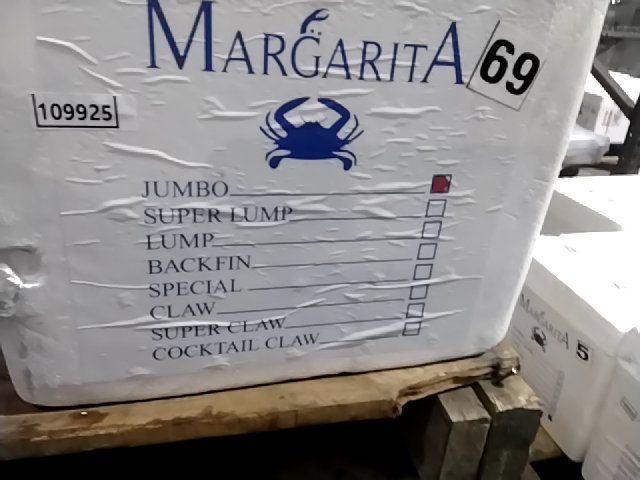 MARGARITA
69
109925
JUMBO
SUPER LUMP
LUMP
BACKFIN
SPECIAL
CLAW
SUPER CLAW
COCKTAIL CLAW
MARGARITA
5